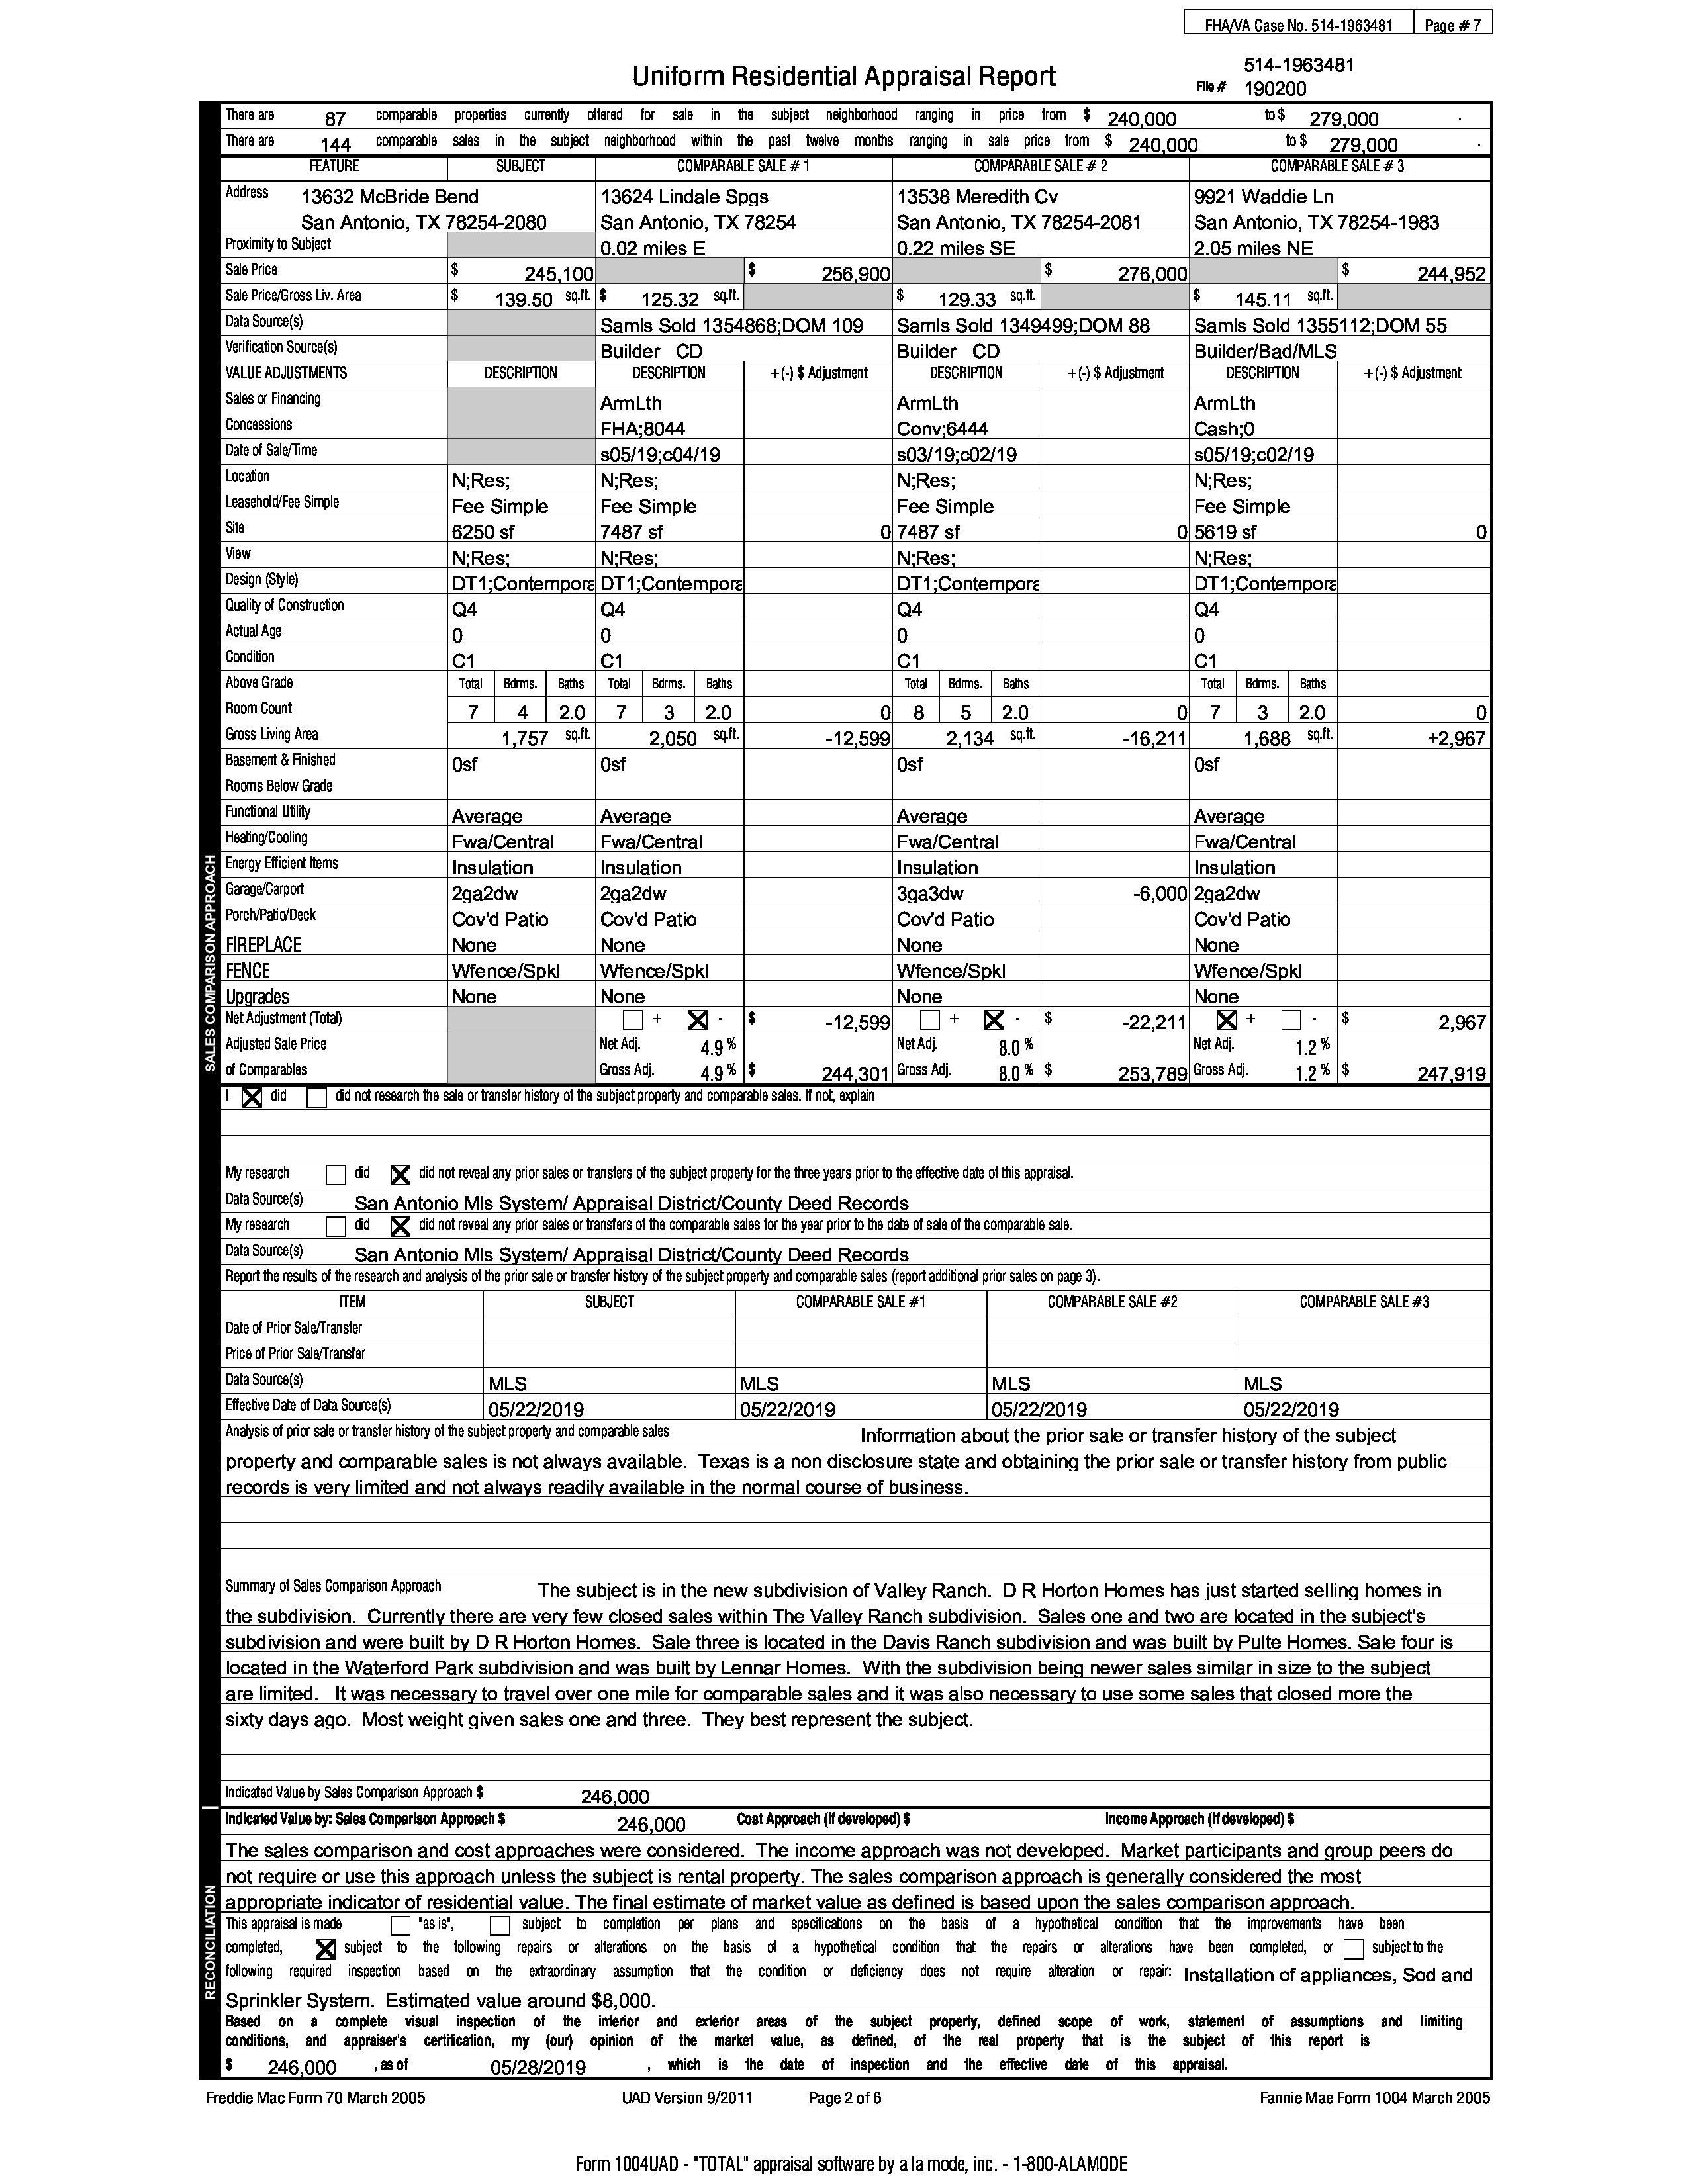 FHA/VA Case No. 514-1963481 Page # 7
Uniform Residential Appraisal Report
514-1963481
File # 190200
There are 87 comparable properties currently offered for sale in the subject neighborhood ranging in price from $ 240,000 to $ 279,000 .
There are 144 comparable sales in the subject neighborhood within the past twelve months ranging in sale price from $ 240,000 to $ 279,000 .
FEATURE SUBJECT COMPARABLE SALE # 1 COMPARABLE SALE # 2 COMPARABLE SALE # 3
Address 13632 McBride Bend 13624 Lindale Spgs 13538 Meredith Cv 9921 Waddie Ln
San Antonio, TX 78254-2080 San Antonio, TX 78254 San Antonio, TX 78254-2081 San Antonio, TX 78254-1983
Proximity to Subject 0.02 miles E 0.22 miles SE 2.05 miles NE
Sale Price $ 245,100 $ 256,900 $ 276,000 $ 244,952
Sale Price/Gross Liv. Area $ 139.50 sq.ft. $ 125.32 sq.ft. $ 129.33 sq.ft. $ 145.11 sq.ft.
Data Source(s) Samls Sold 1354868;DOM 109 Samls Sold 1349499;DOM 88 Samls Sold 1355112;DOM 55
Verification Source(s) Builder CD Builder CD Builder/Bad/MLS
VALUE ADJUSTMENTS DESCRIPTION DESCRIPTION +(-) $ Adjustment DESCRIPTION +(-) $ Adjustment DESCRIPTION +(-) $ Adjustment
Sales or Financing ArmLth ArmLth ArmLth
Concessions FHA;8044 Conv;6444 Cash;0
Date of Sale/Time s05/19;c04/19 s03/19;c02/19 s05/19;c02/19
Location N;Res; N;Res; N;Res; N;Res;
Leasehold/Fee Simple Fee Simple Fee Simple Fee Simple Fee Simple
Site 6250 sf 7487 sf 0 7487 sf 0 5619 sf 0
View N;Res; N;Res; N;Res; N;Res;
Design (Style) DT1;Contempora DT1;Contempora DT1;Contempora DT1;Contempora
Quality of Construction Q4 Q4 Q4 Q4
Actual Age 0 0 0 0
Condition C1 C1 C1 C1
Above Grade Total Bdrms. Baths Total Bdrms. Baths Total Bdrms. Baths Total Bdrms. Baths
Room Count 7 4 2.0 7 3 2.0 0 8 5 2.0 0 7 3 2.0 0
Gross Living Area 1,757 sq.ft. 2,050 sq.ft. -12,599 2,134 sq.ft. -16,211 1,688 sq.ft. +2,967
Basement & Finished 0sf 0sf 0sf 0sf
Rooms Below Grade
Functional Utility Average Average Average Average
Heating/Cooling Fwa/Central Fwa/Central Fwa/Central Fwa/Central
Energy Efficient Items Insulation Insulation Insulation Insulation
Garage/Carport 2ga2dw 2ga2dw 3ga3dw -6,000 2ga2dw
Porch/Patio/Deck Cov'd Patio Cov'd Patio Cov'd Patio Cov'd Patio
FIREPLACE None None None None
FENCE Wfence/Spkl Wfence/Spkl Wfence/Spkl Wfence/Spkl
Upgrades None None None None
Net Adjustment (Total) + X - $ -12,599 + X - $ -22,211 X + - $ 2,967
Adjusted Sale Price Net Adj. 4.9 % Net Adj. 8.0 % Net Adj. 1.2 %
of Comparables Gross Adj. 4.9 % $ 244,301 Gross Adj. 8.0 % $ 253,789 Gross Adj. 1.2 % $ 247,919
SALES COMPARISON APPROACH
I X did did not research the sale or transfer history of the subject property and comparable sales. If not, explain
My research did X did not reveal any prior sales or transfers of the subject property for the three years prior to the effective date of this appraisal.
Data Source(s) San Antonio Mls System/ Appraisal District/County Deed Records
My research did X did not reveal any prior sales or transfers of the comparable sales for the year prior to the date of sale of the comparable sale.
Data Source(s) San Antonio Mls System/ Appraisal District/County Deed Records
Report the results of the research and analysis of the prior sale or transfer history of the subject property and comparable sales (report additional prior sales on page 3).
ITEM SUBJECT COMPARABLE SALE #1 COMPARABLE SALE #2 COMPARABLE SALE #3
Date of Prior Sale/Transfer
Price of Prior Sale/Transfer
Data Source(s) MLS MLS MLS MLS
Effective Date of Data Source(s) 05/22/2019 05/22/2019 05/22/2019 05/22/2019
Analysis of prior sale or transfer history of the subject property and comparable sales Information about the prior sale or transfer history of the subject
property and comparable sales is not always available. Texas is a non disclosure state and obtaining the prior sale or transfer history from public
records is very limited and not always readily available in the normal course of business.
Summary of Sales Comparison Approach The subject is in the new subdivision of Valley Ranch. D R Horton Homes has just started selling homes in
the subdivision. Currently there are very few closed sales within The Valley Ranch subdivision. Sales one and two are located in the subject's
subdivision and were built by D R Horton Homes. Sale three is located in the Davis Ranch subdivision and was built by Pulte Homes. Sale four is
located in the Waterford Park subdivision and was built by Lennar Homes. With the subdivision being newer sales similar in size to the subject
are limited. It was necessary to travel over one mile for comparable sales and it was also necessary to use some sales that closed more the
sixty days ago. Most weight given sales one and three. They best represent the subject.
Indicated Value by Sales Comparison Approach $ 246,000
Indicated Value by: Sales Comparison Approach $ 246,000 Cost Approach (if developed) $ Income Approach (if developed) $
The sales comparison and cost approaches were considered. The income approach was not developed. Market participants and group peers do
not require or use this approach unless the subject is rental property. The sales comparison approach is generally considered the most
appropriate indicator of residential value. The final estimate of market value as defined is based upon the sales comparison approach.
RECONCILIATION
This appraisal is made "as is", subject to completion per plans and specifications on the basis of a hypothetical condition that the improvements have been
completed, X subject to the following repairs or alterations on the basis of a hypothetical condition that the repairs or alterations have been completed, or subject to the
following required inspection based on the extraordinary assumption that the condition or deficiency does not require alteration or repair: Installation of appliances, Sod and
Sprinkler System. Estimated value around $8,000.
Based on a complete visual inspection of the interior and exterior areas of the subject property, defined scope of work, statement of assumptions and limiting
conditions, and appraiser's certification, my (our) opinion of the market value, as defined, of the real property that is the subject of this report is
$ 246,000 , as of 05/28/2019 , which is the date of inspection and the effective date of this appraisal.
Freddie Mac Form 70 March 2005 UAD Version 9/2011 Page 2 of 6 Fannie Mae Form 1004 March 2005
Form 1004UAD - "TOTAL" appraisal software by a la mode, inc. - 1-800-ALAMODE